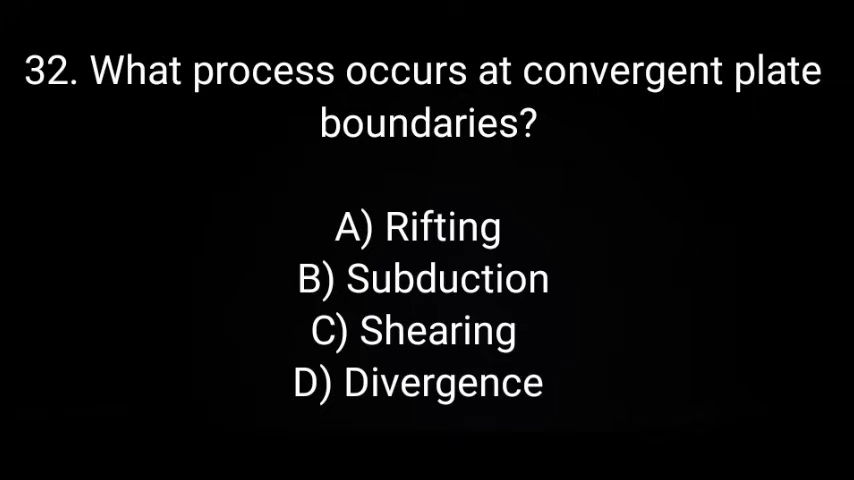 32. What process occurs at convergent plate
boundaries?
A) Rifting
B) Subduction
C) Shearing
D) Divergence